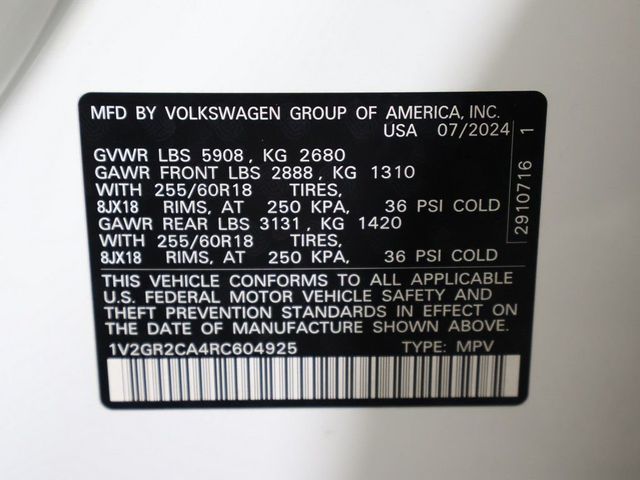 MFD BY VOLKSWAGEN GROUP OF AMERICA, INC.
USA 07/2024
GVWR LBS 5908, KG 2680
GAWR FRONT LBS 2888, KG 1310
WITH 255/60R18 TIRES,
8JX18 RIMS, AT 250 KPA, 36 PSI COLD
GAWR REAR LBS 3131, KG 1420
WITH 255/60R18 TIRES,
8JX18 RIMS, AT 250 KPA, 36 PSI COLD
THIS VEHICLE CONFORMS TO ALL APPLICABLE
U.S. FEDERAL MOTOR VEHICLE SAFETY AND
THEFT PREVENTION STANDARDS IN EFFECT ON
THE DATE OF MANUFACTURE SHOWN ABOVE.
1V2GR2CA4RC604925 TYPE: MPV
2910716 1